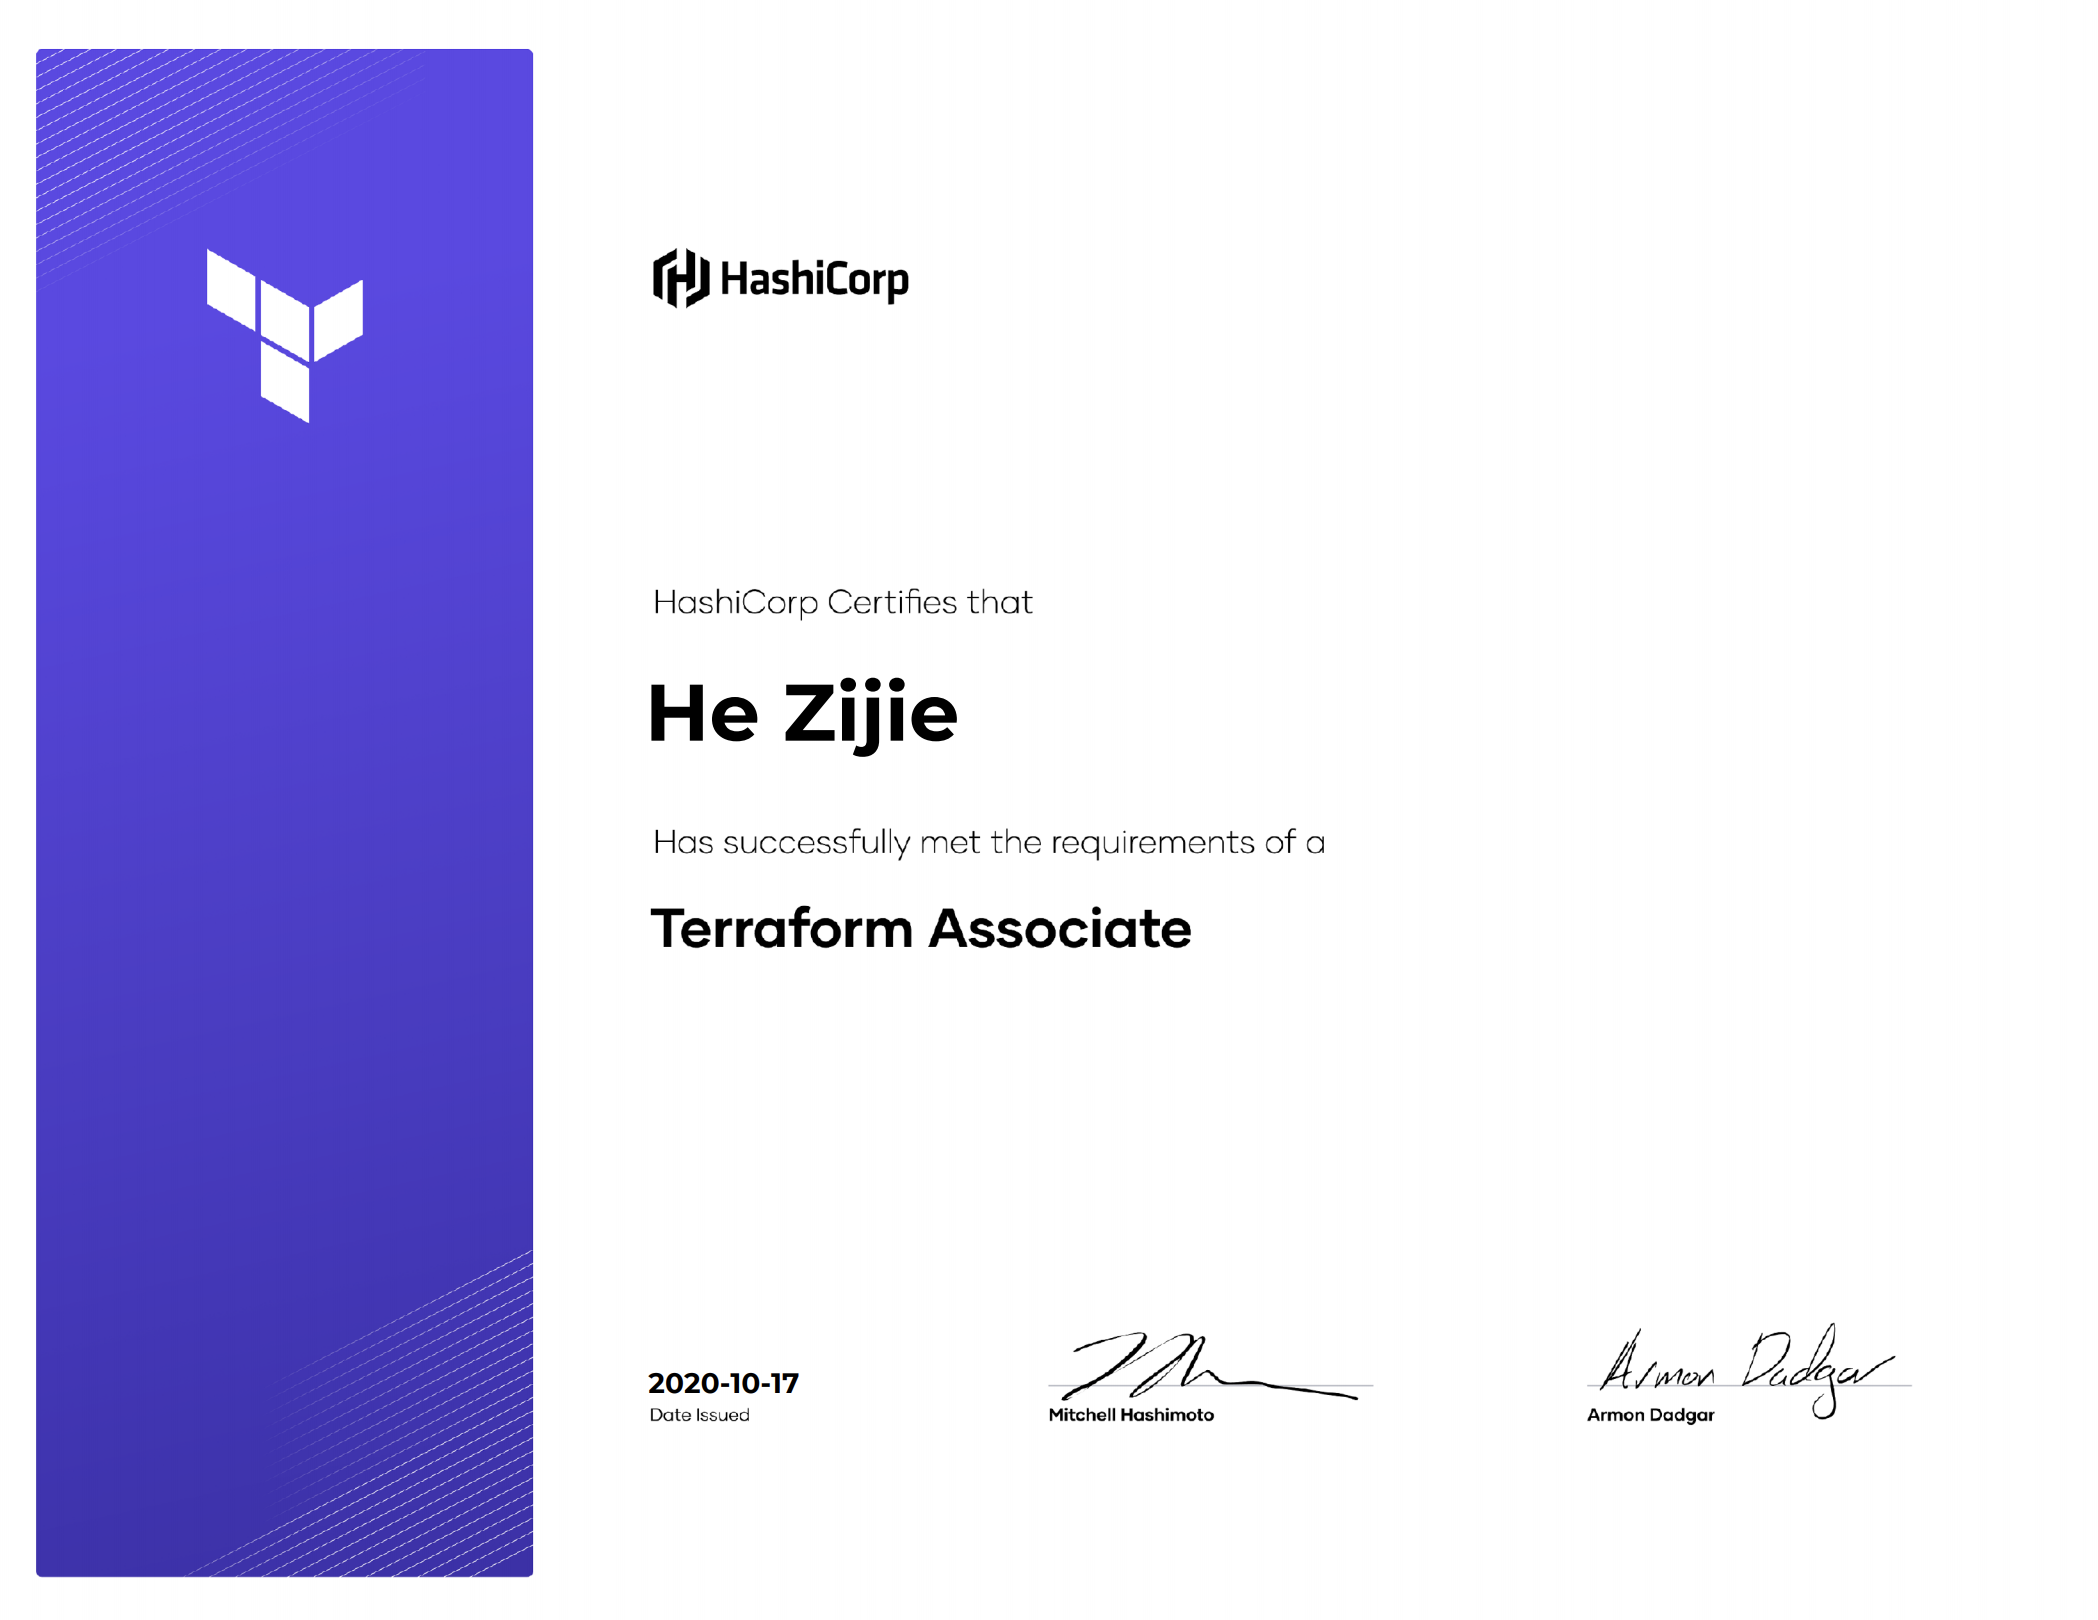 HashiCorp
HashiCorp Certifies that
He Zijie
Has successfully met the requirements of a
Terraform Associate
2020-10-17
Date Issued
Mitchell Hashimoto
Armon Dadgar
Armon Dadgar